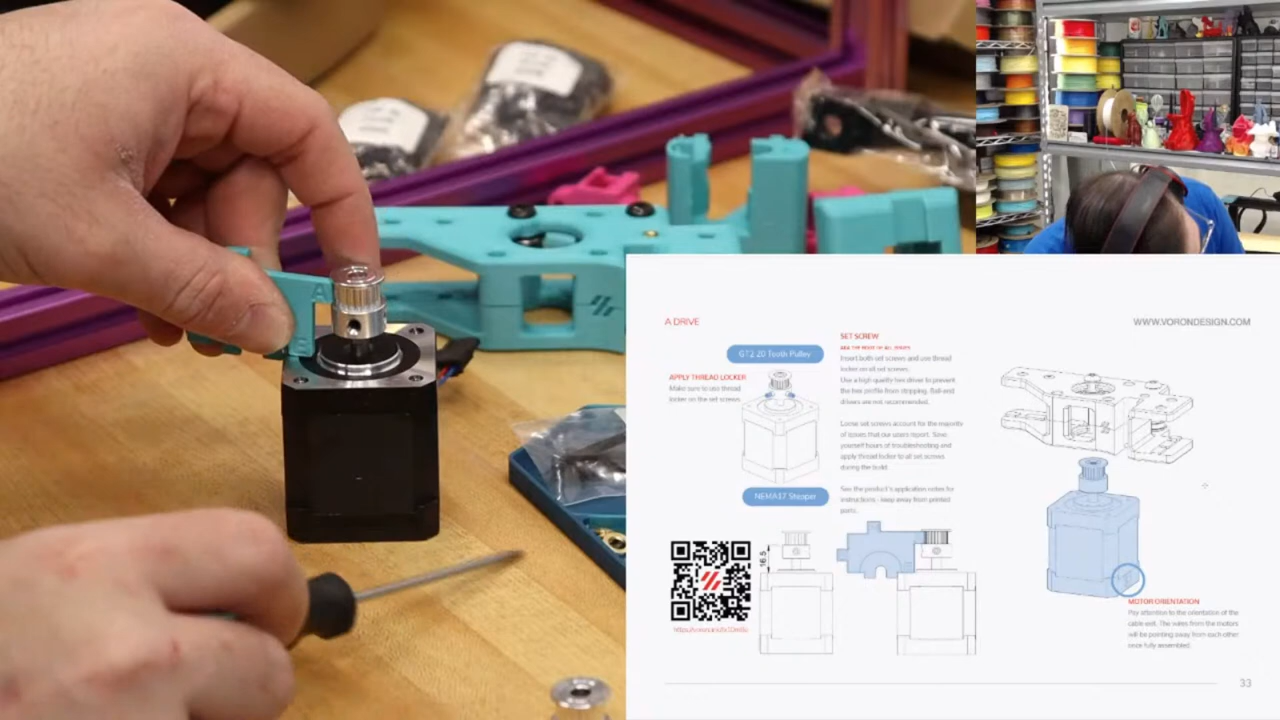 A
A DRIVE
WWW.VORONDESIGN.COM
GT2 20 Tooth Pulley
APPLY THREAD LOCKER
Make sure to use thread
locker on the set screws
SET SCREW
Insert both set screws and use thread
locker on all set screws.
Use a high quality hex driver to prevent
the hex profile from stripping. Ball-end
drivers are not recommended.
Loose set screws account for the majority
of issues that our users report. Save
yourself hours of troubleshooting and
apply thread locker to all set screws
during the build.
See the product's application notes for
instructions - keep away from printed
parts.
NEMA17 Stepper
16.5
MOTOR ORIENTATION
Pay attention to the orientation of the
cable exit. The wires from the motors
will be pointing away from each other
once fully assembled.
33